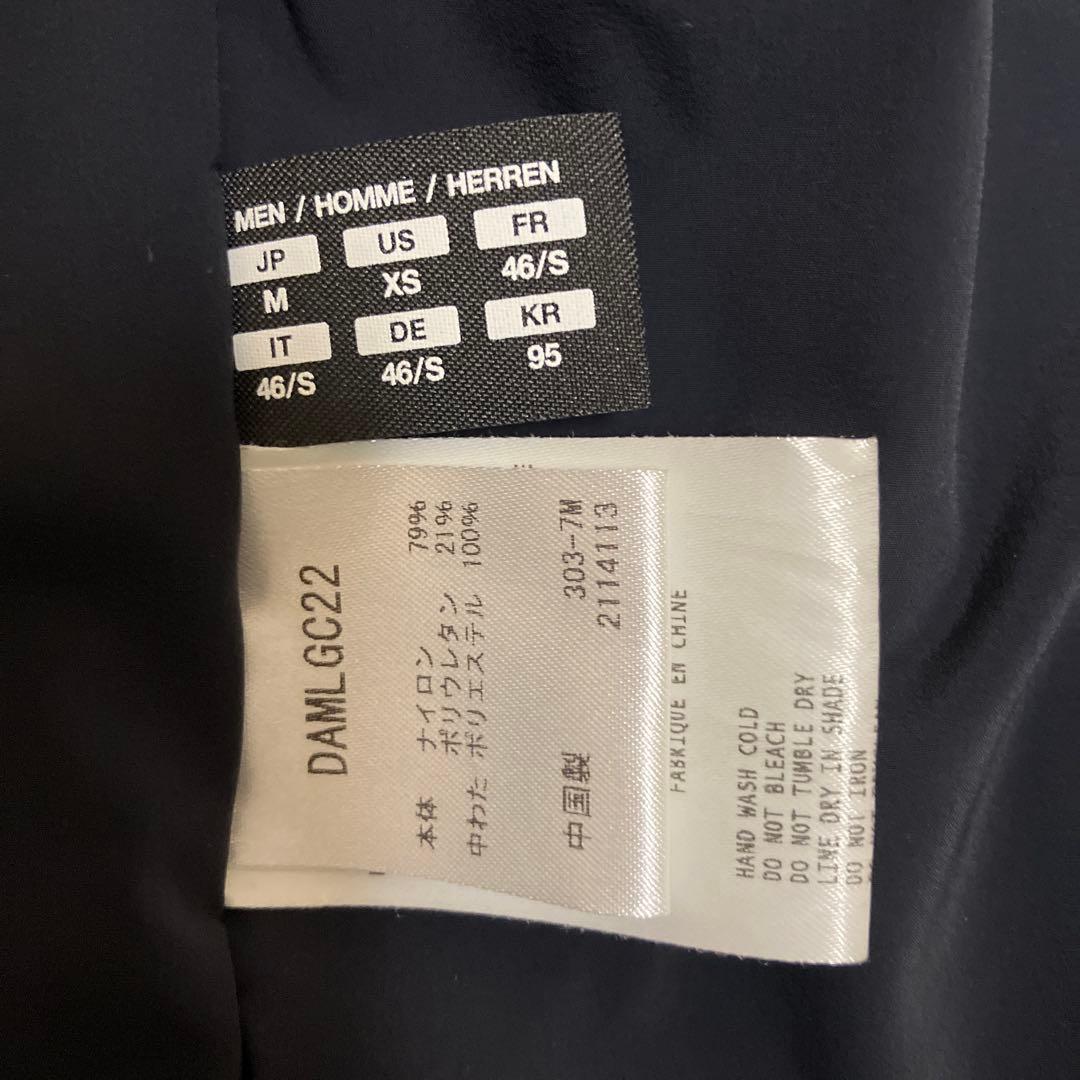 MEN / HOMME / HERREN
JP US FR
M XS 46/S
IT DE KR
46/S 46/S 95
DAMLGC22
本体 ナイロン 79%
ポリウレタン 21%
中わた ポリエステル 100%
中国製 303-7M
2114113
FABRIQUE EN CHINE
HAND WASH COLD
DO NOT BLEACH
DO NOT TUMBLE DRY
LINE DRY IN SHADE
DO NOT IRON